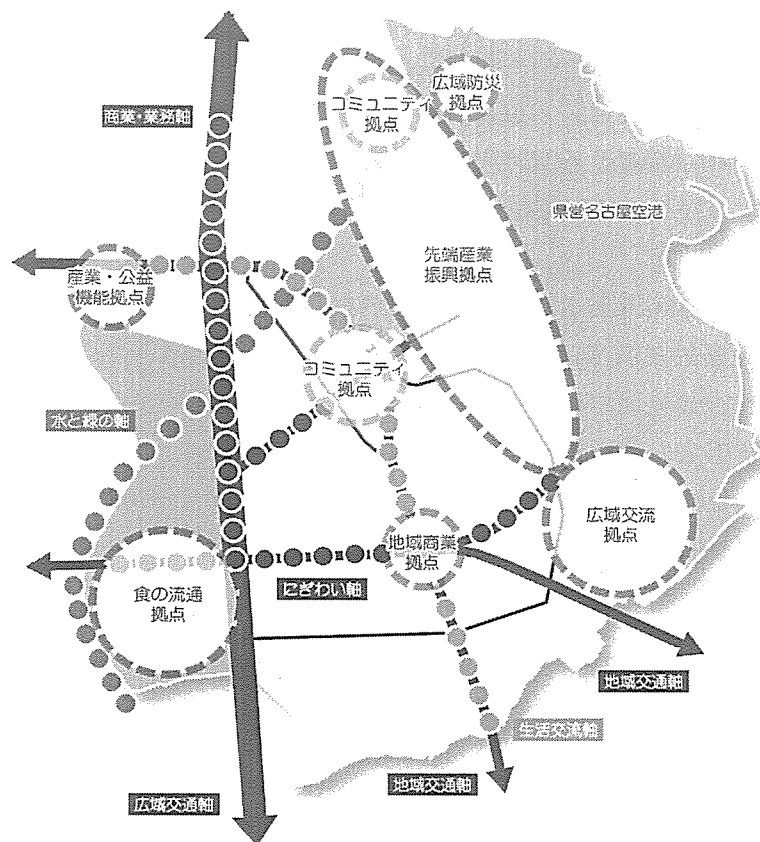 コミュニティ
拠点
広域防災
拠点
商業・業務軸
県営名古屋空港
先端産業
振興拠点
産業・公益
機能拠点
コミュニティ
拠点
水と緑の軸
広域交流
拠点
地域商業
拠点
食の流通
拠点
にぎわい軸
地域交通軸
生活交流軸
地域交通軸
広域交通軸